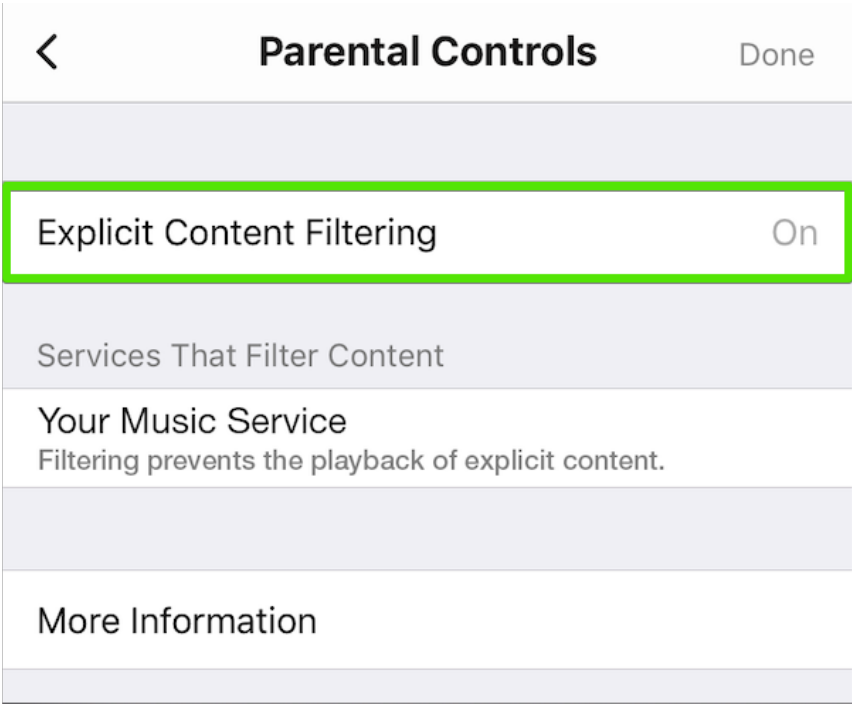 Parental Controls
Done
Explicit Content Filtering
On
Services That Filter Content
Your Music Service
Filtering prevents the playback of explicit content.
More Information